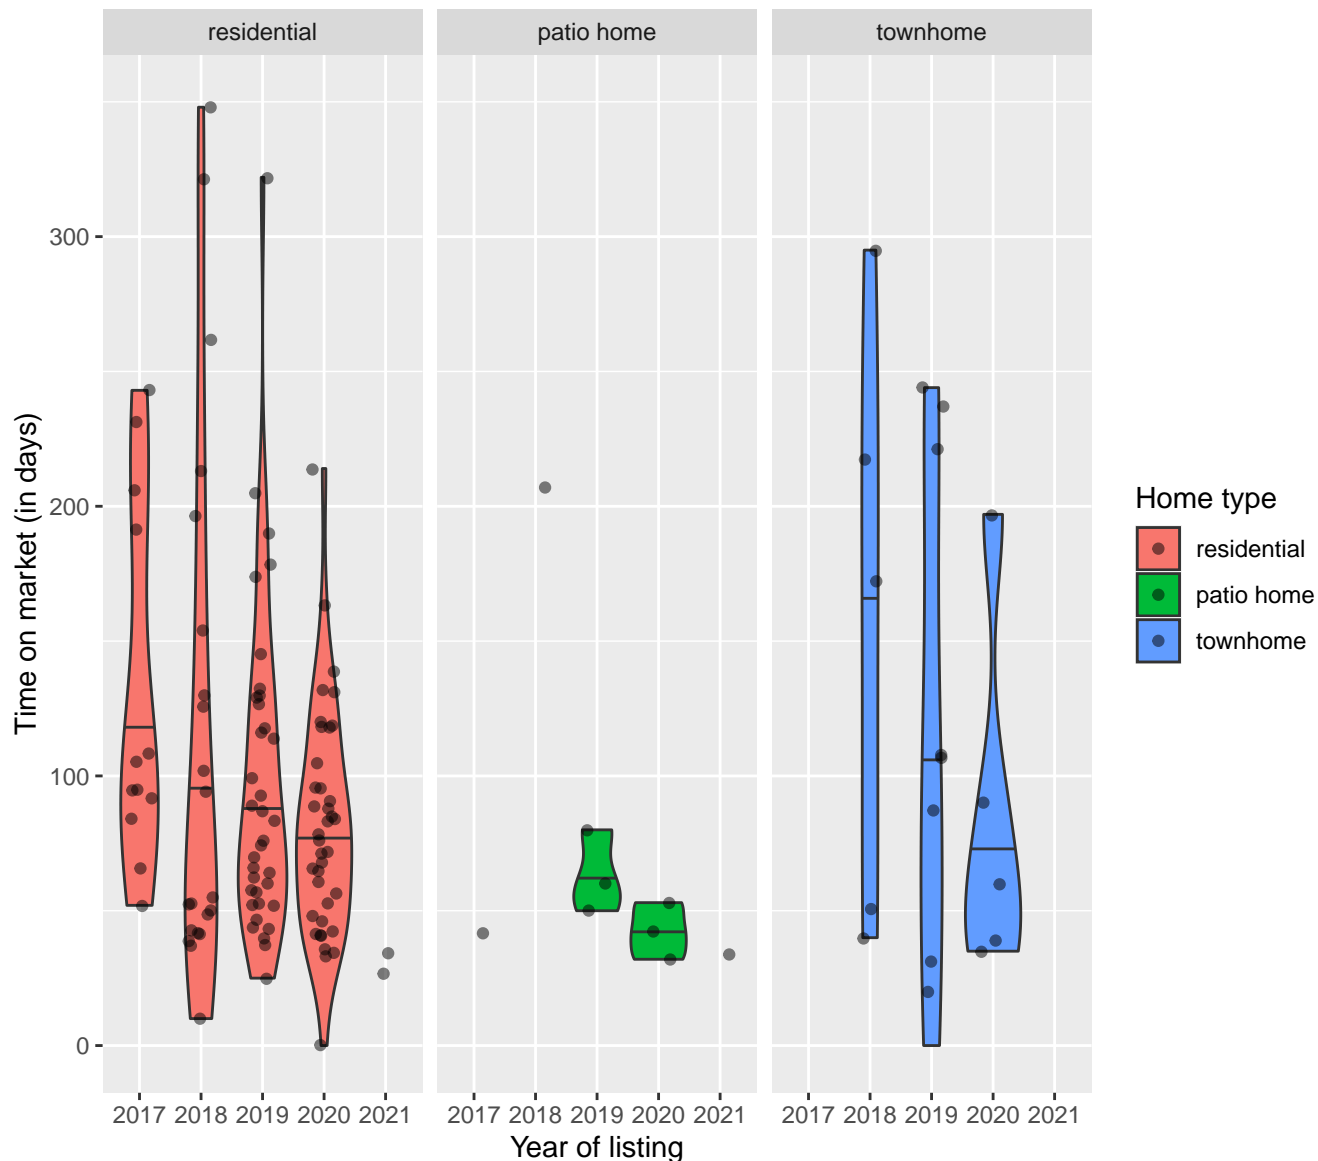 residential
patio home
townhome
Time on market (in days)
300
200
100
0
2017 2018 2019 2020 2021
2017 2018 2019 2020 2021
2017 2018 2019 2020 2021
Year of listing
Home type
residential
patio home
townhome